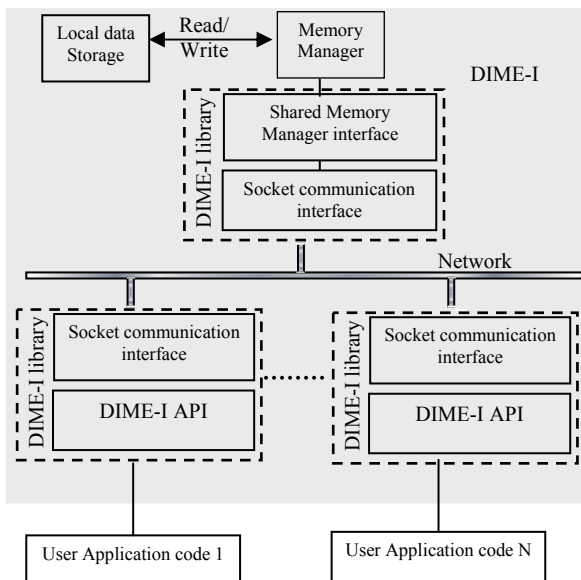 Local data
Storage
Read/
Write
Memory
Manager
DIME-I
DIME-I library
Shared Memory
Manager interface
Socket communication
interface
Network
DIME-I library
Socket communication
interface
DIME-I API
DIME-I library
Socket communication
interface
DIME-I API
User Application code 1
User Application code N